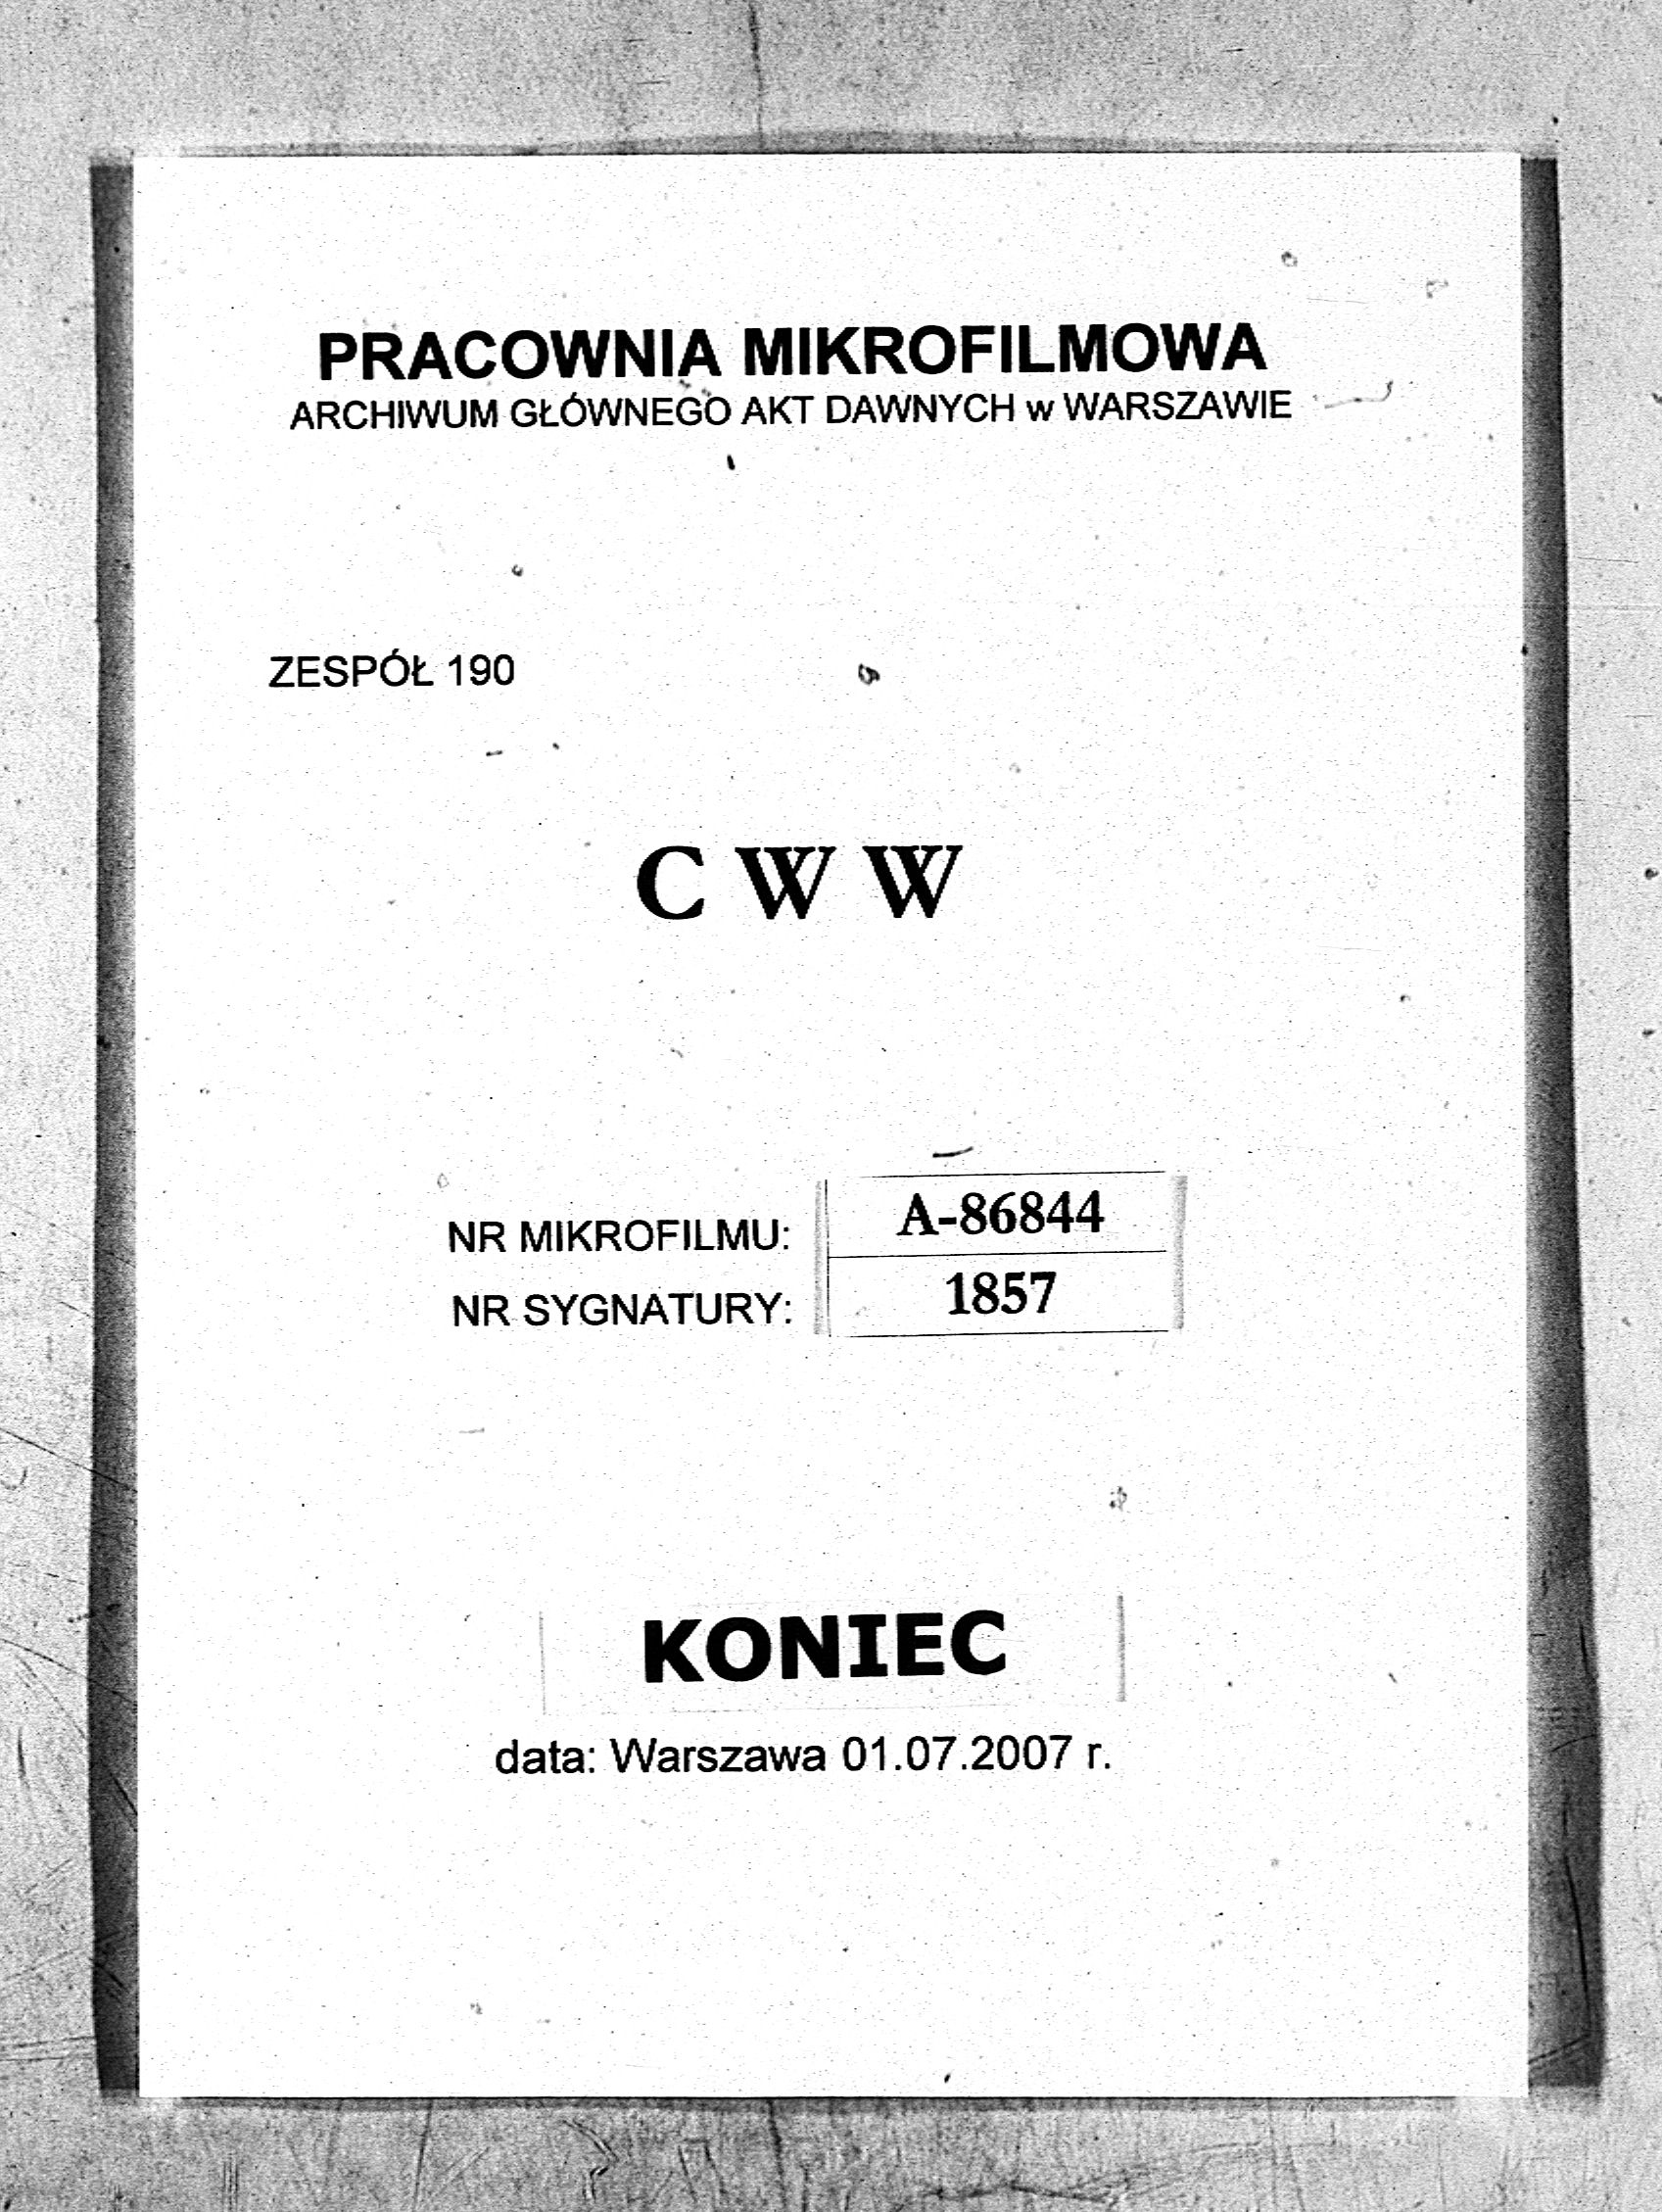 PRACOWNIA MIKROFILMOWA
ARCHIWUM GŁÓWNEGO AKT DAWNYCH w WARSZAWIE
ZESPÓŁ 190
C W W
NR MIKROFILMU: A-86844
NR SYGNATURY: 1857
KONIEC
data: Warszawa 01.07.2007 r.